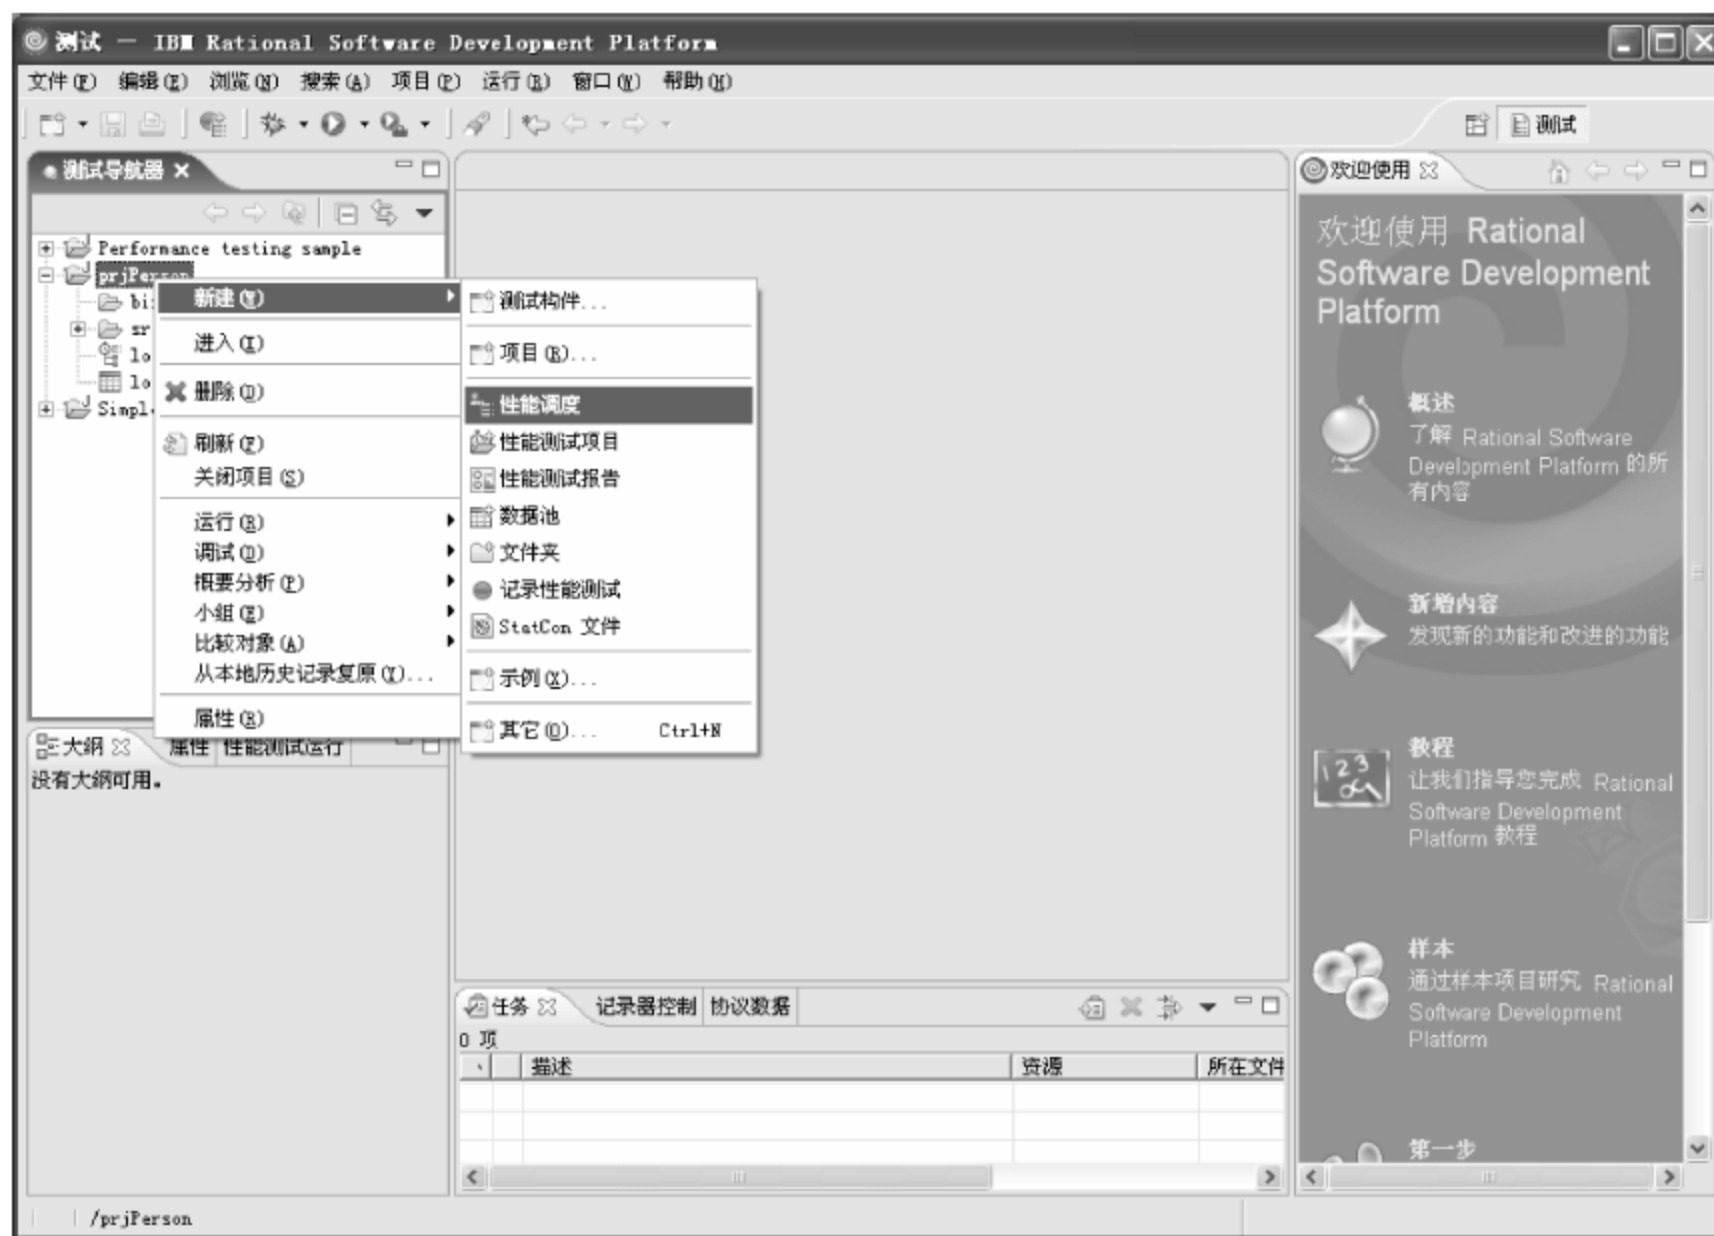 测试 — IBM Rational Software Development Platform
文件(F) 编辑(E) 浏览(N) 搜索(A) 项目(P) 运行(R) 窗口(W) 帮助(H)
测试
测试导航器
Performance testing sample
prjPerson
bi
sr
lo
lo
Simpl
新建(W)
进入(I)
删除(D)
刷新(F)
关闭项目(S)
运行(R)
调试(D)
概要分析(P)
小组(E)
比较对象(A)
从本地历史记录复原(Y)...
属性(R)
测试构件...
项目(R)...
性能调度
性能测试项目
性能测试报告
数据池
文件夹
记录性能测试
StatCon 文件
示例(X)...
其它(O)... Ctrl+N
大纲 属性 性能测试运行
没有大纲可用。
任务 记录器控制 协议数据
0 项
描述 资源 所在文件
欢迎使用
欢迎使用 Rational
Software Development
Platform
概述
了解 Rational Software
Development Platform 的所
有内容
新增内容
发现新的功能和改进的功能
教程
让我们指导您完成 Rational
Software Development
Platform 教程
样本
通过样本项目研究 Rational
Software Development
Platform
第一步
/prjPerson